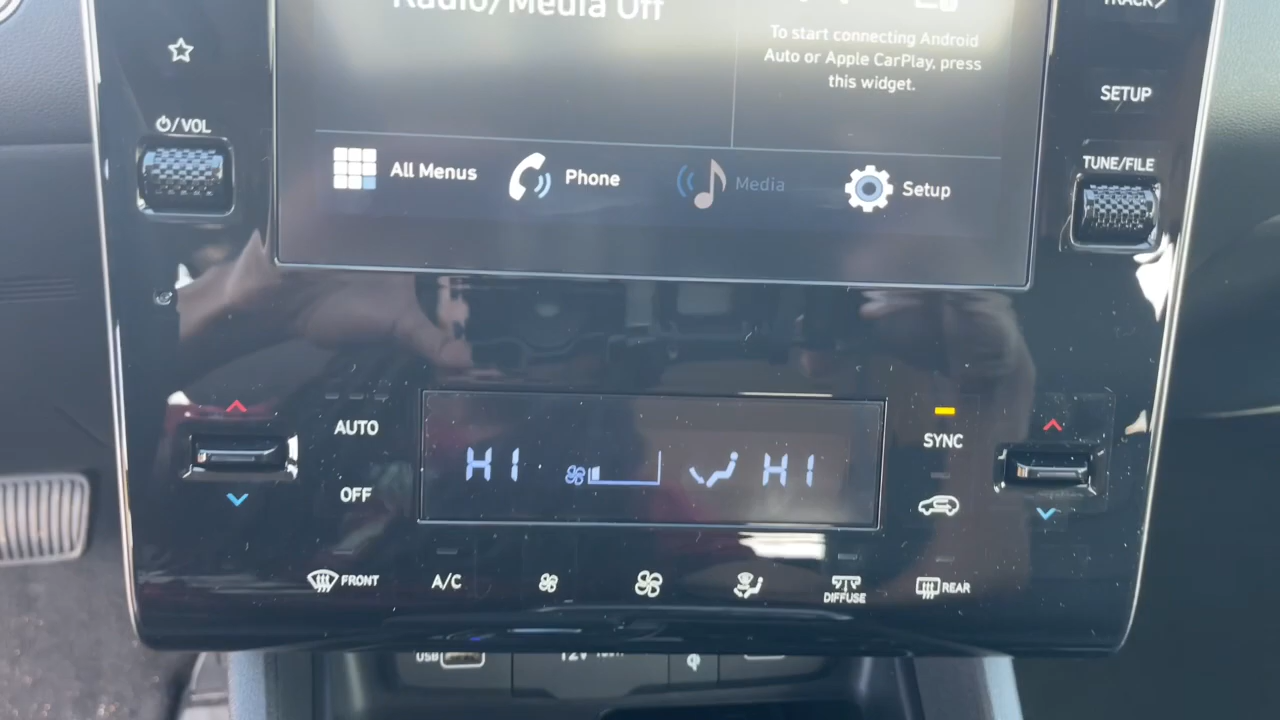 Radio/Media Off
To start connecting Android
Auto or Apple CarPlay, press
this widget.
TRACK
SETUP
/VOL
TUNE/FILE
All Menus
Phone
Media
Setup
AUTO
OFF
HI
HI
SYNC
FRONT
A/C
DIFFUSE
REAR
USB
12V